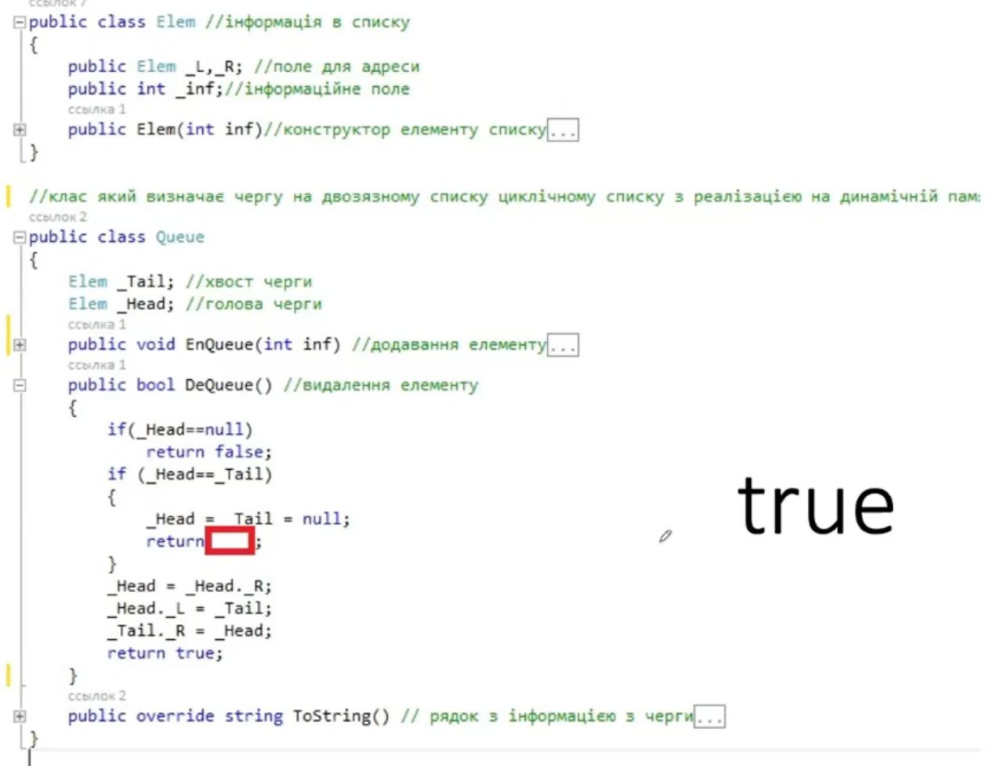 ссылок 7
public class Elem //інформація в списку
{
public Elem _L,_R; //поле для адреси
public int _inf;//інформаційне поле
ссылка 1
public Elem(int inf)//конструктор елементу списку...
}
//клас який визначає чергу на двозязному списку циклічному списку з реалізацією на динамічній
ссылок 2
public class Queue
{
Elem _Tail; //хвост черги
Elem _Head; //голова черги
ссылка 1
public void EnQueue(int inf) //додавання елементу...
ссылка 1
public bool DeQueue() //видалення елементу
{
if(_Head==null)
return false;
if (_Head==_Tail)
{
_Head = _Tail = null;
return ;
}
_Head = _Head._R;
_Head._L = _Tail;
_Tail._R = _Head;
return true;
}
ссылок 2
public override string ToString() // рядок з інформацією з черги...
}
true